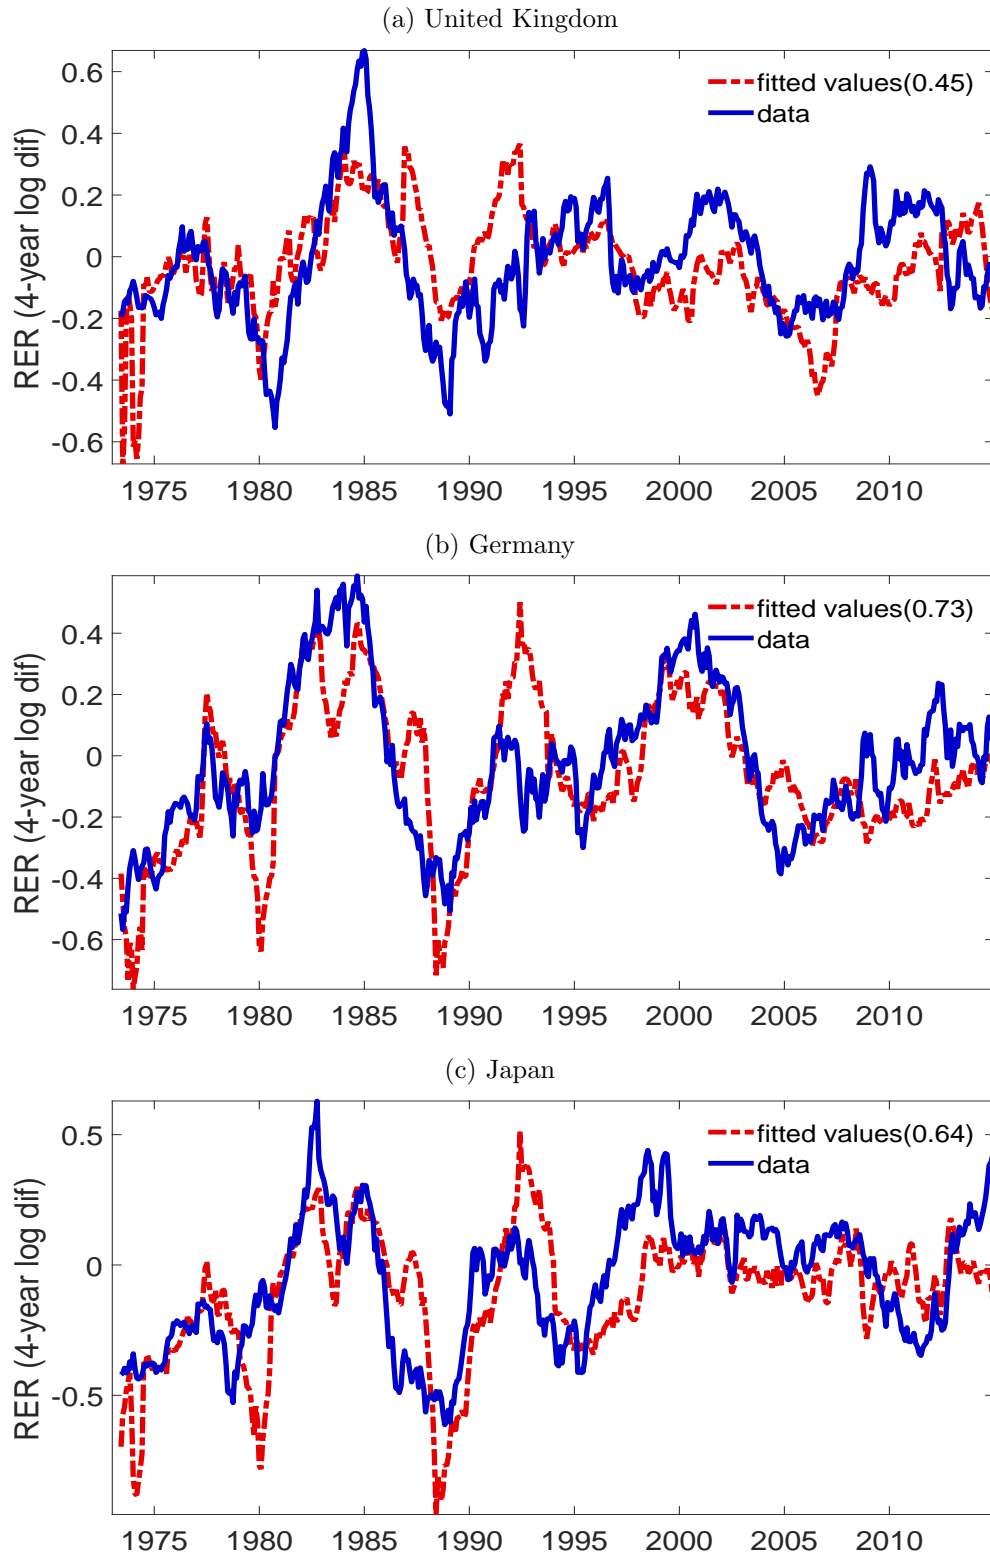 (a) United Kingdom
RER (4-year log dif)
0.6
0.4
0.2
0
-0.2
-0.4
-0.6
fitted values(0.45)
data
1975 1980 1985 1990 1995 2000 2005 2010
(b) Germany
RER (4-year log dif)
0.4
0.2
0
-0.2
-0.4
-0.6
fitted values(0.73)
data
1975 1980 1985 1990 1995 2000 2005 2010
(c) Japan
RER (4-year log dif)
0.5
0
-0.5
fitted values(0.64)
data
1975 1980 1985 1990 1995 2000 2005 2010